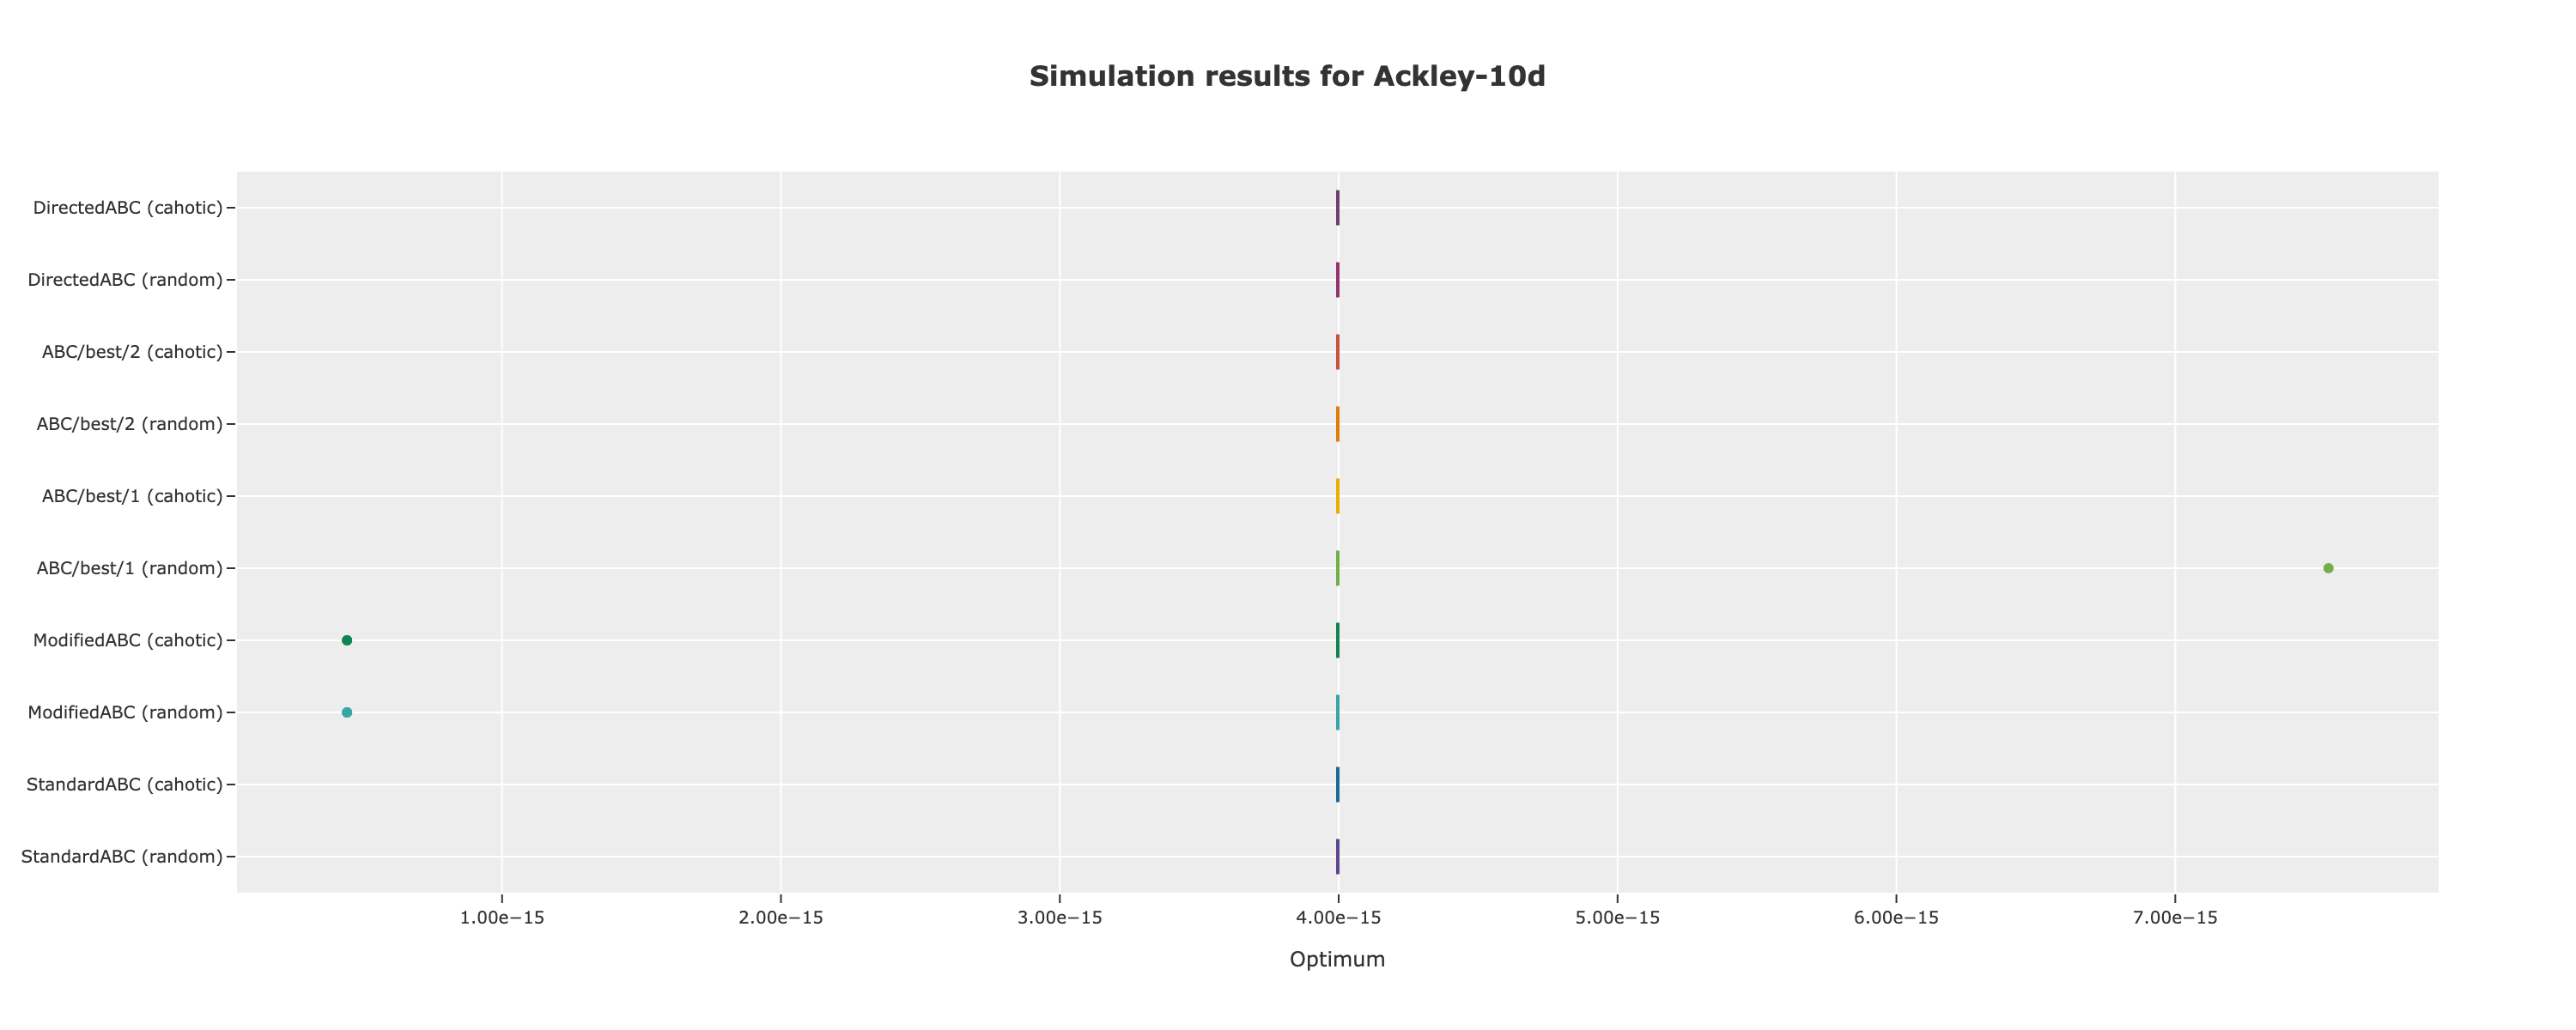 Simulation results for Ackley-10d
DirectedABC (cahotic)
DirectedABC (random)
ABC/best/2 (cahotic)
ABC/best/2 (random)
ABC/best/1 (cahotic)
ABC/best/1 (random)
ModifiedABC (cahotic)
ModifiedABC (random)
StandardABC (cahotic)
StandardABC (random)
1.00e−15 2.00e−15 3.00e−15 4.00e−15 5.00e−15 6.00e−15 7.00e−15
Optimum